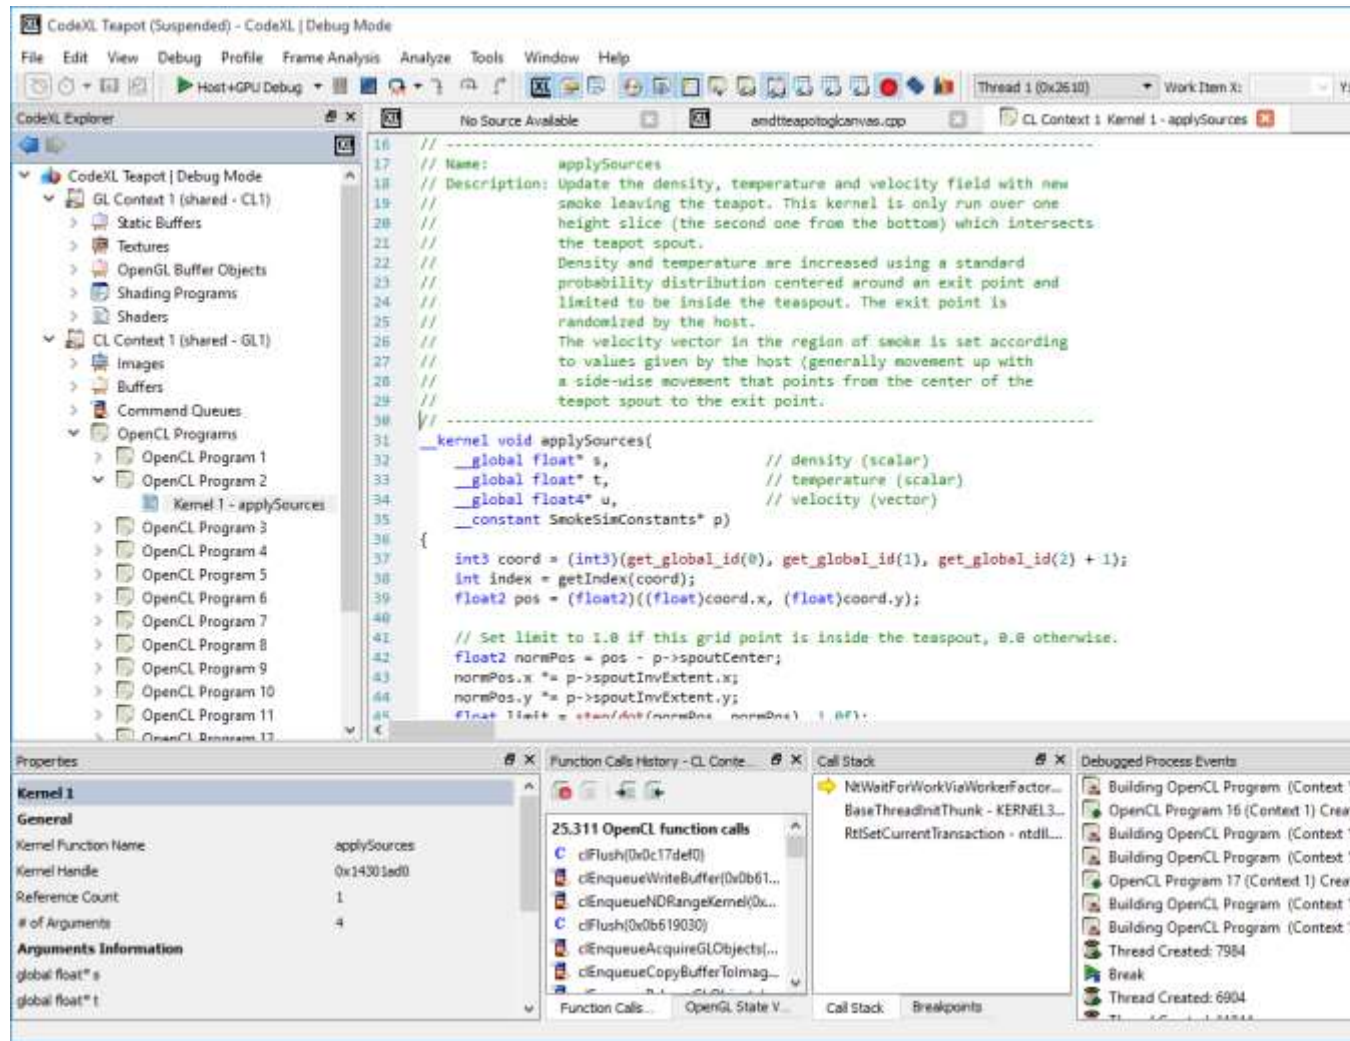 CodeXL Teapot (Suspended) - CodeXL | Debug Mode
File Edit View Debug Profile Frame Analysis Analyze Tools Window Help
Host+GPU Debug Thread 1 (0x2610) Work Item X: Y:
CodeXL Explorer
No Source Available amdtteapotoglcanvas.cpp CL Context 1 Kernel 1 - applySources
CodeXL Teapot | Debug Mode
GL Context 1 (shared - CL1)
Static Buffers
Textures
OpenGL Buffer Objects
Shading Programs
Shaders
CL Context 1 (shared - GL1)
Images
Buffers
Command Queues
OpenCL Programs
OpenCL Program 1
OpenCL Program 2
Kernel 1 - applySources
OpenCL Program 3
OpenCL Program 4
OpenCL Program 5
OpenCL Program 6
OpenCL Program 7
OpenCL Program 8
OpenCL Program 9
OpenCL Program 10
OpenCL Program 11
OpenCL Program 12
16 // ---------------------------------------------------------------------------
17 // Name: applySources
18 // Description: Update the density, temperature and velocity field with new
19 // smoke leaving the teapot. This kernel is only run over one
20 // height slice (the second one from the bottom) which intersects
21 // the teapot spout.
22 // Density and temperature are increased using a standard
23 // probability distribution centered around an exit point and
24 // limited to be inside the teaspout. The exit point is
25 // randomized by the host.
26 // The velocity vector in the region of smoke is set according
27 // to values given by the host (generally movement up with
28 // a side-wise movement that points from the center of the
29 // teapot spout to the exit point.
30 // ---------------------------------------------------------------------------
31 __kernel void applySources(
32 __global float* s, // density (scalar)
33 __global float* t, // temperature (scalar)
34 __global float4* u, // velocity (vector)
35 __constant SmokeSimConstants* p)
36 {
37 int3 coord = (int3)(get_global_id(0), get_global_id(1), get_global_id(2) + 1);
38 int index = getIndex(coord);
39 float2 pos = (float2)((float)coord.x, (float)coord.y);
40
41 // Set limit to 1.0 if this grid point is inside the teaspout, 0.0 otherwise.
42 float2 normPos = pos - p->spoutCenter;
43 normPos.x *= p->spoutInvExtent.x;
44 normPos.y *= p->spoutInvExtent.y;
45 float limit = step(dot(normPos, normPos), 1.0f);
Properties
Kernel 1
General
Kernel Function Name applySources
Kernel Handle 0x14301ad0
Reference Count 1
# of Arguments 4
Arguments Information
global float* s
global float* t
Function Calls History - CL Conte...
25.311 OpenCL function calls
clFlush(0x0c17def0)
clEnqueueWriteBuffer(0x0b61...
clEnqueueNDRangeKernel(0x...
clFlush(0x0b619030)
clEnqueueAcquireGLObjects(...
clEnqueueCopyBufferToImag...
Function Calls... OpenGL State V...
Call Stack
NtWaitForWorkViaWorkerFactor...
BaseThreadInitThunk - KERNEL3...
RtlSetCurrentTransaction - ntdll....
Call Stack Breakpoints
Debugged Process Events
Building OpenCL Program (Context 1
OpenCL Program 16 (Context 1) Crea
Building OpenCL Program (Context 1
Building OpenCL Program (Context 1
OpenCL Program 17 (Context 1) Crea
Building OpenCL Program (Context 1
Building OpenCL Program (Context 1
Thread Created: 7984
Break
Thread Created: 6904